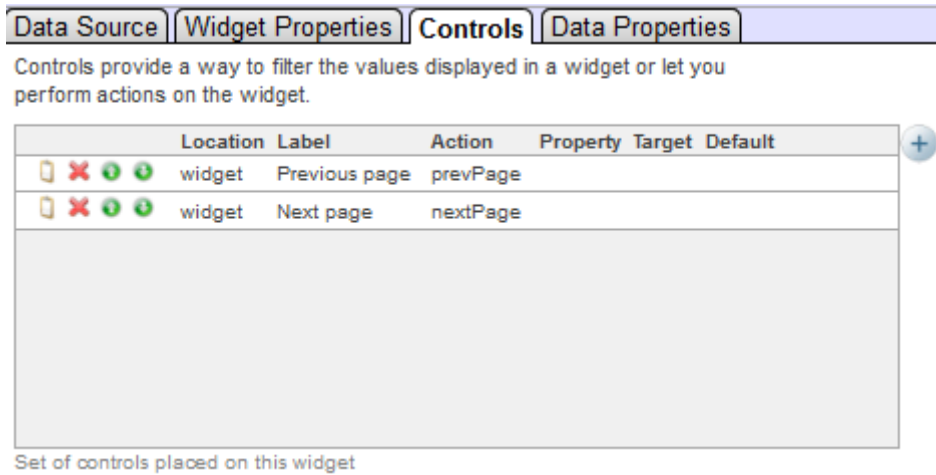 Data Source Widget Properties Controls Data Properties
Controls provide a way to filter the values displayed in a widget or let you
perform actions on the widget.
Location Label Action Property Target Default
widget Previous page prevPage
widget Next page nextPage
Set of controls placed on this widget